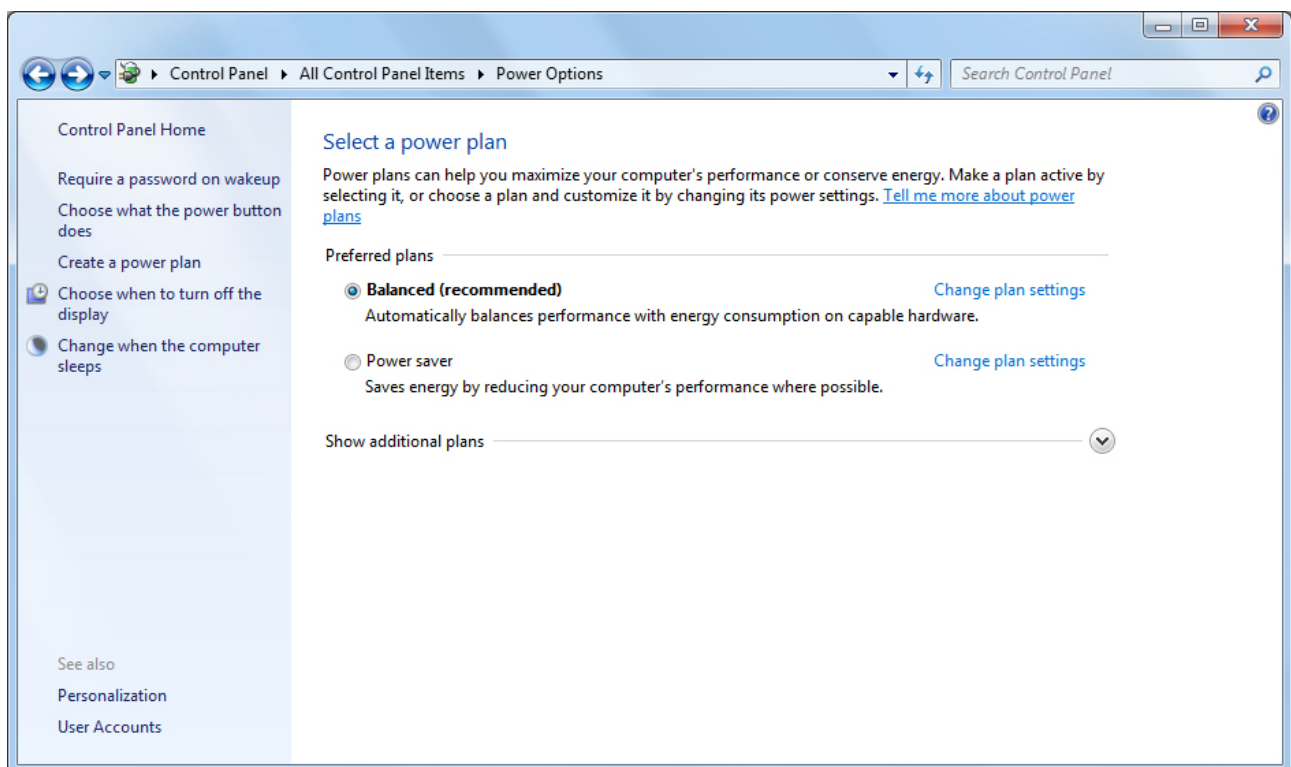 Control Panel All Control Panel Items Power Options Search Control Panel
Control Panel Home
Require a password on wakeup
Choose what the power button
does
Create a power plan
Choose when to turn off the
display
Change when the computer
sleeps
See also
Personalization
User Accounts
Select a power plan
Power plans can help you maximize your computer's performance or conserve energy. Make a plan active by
selecting it, or choose a plan and customize it by changing its power settings. Tell me more about power
plans
Preferred plans
Balanced (recommended) Change plan settings
Automatically balances performance with energy consumption on capable hardware.
Power saver Change plan settings
Saves energy by reducing your computer's performance where possible.
Show additional plans